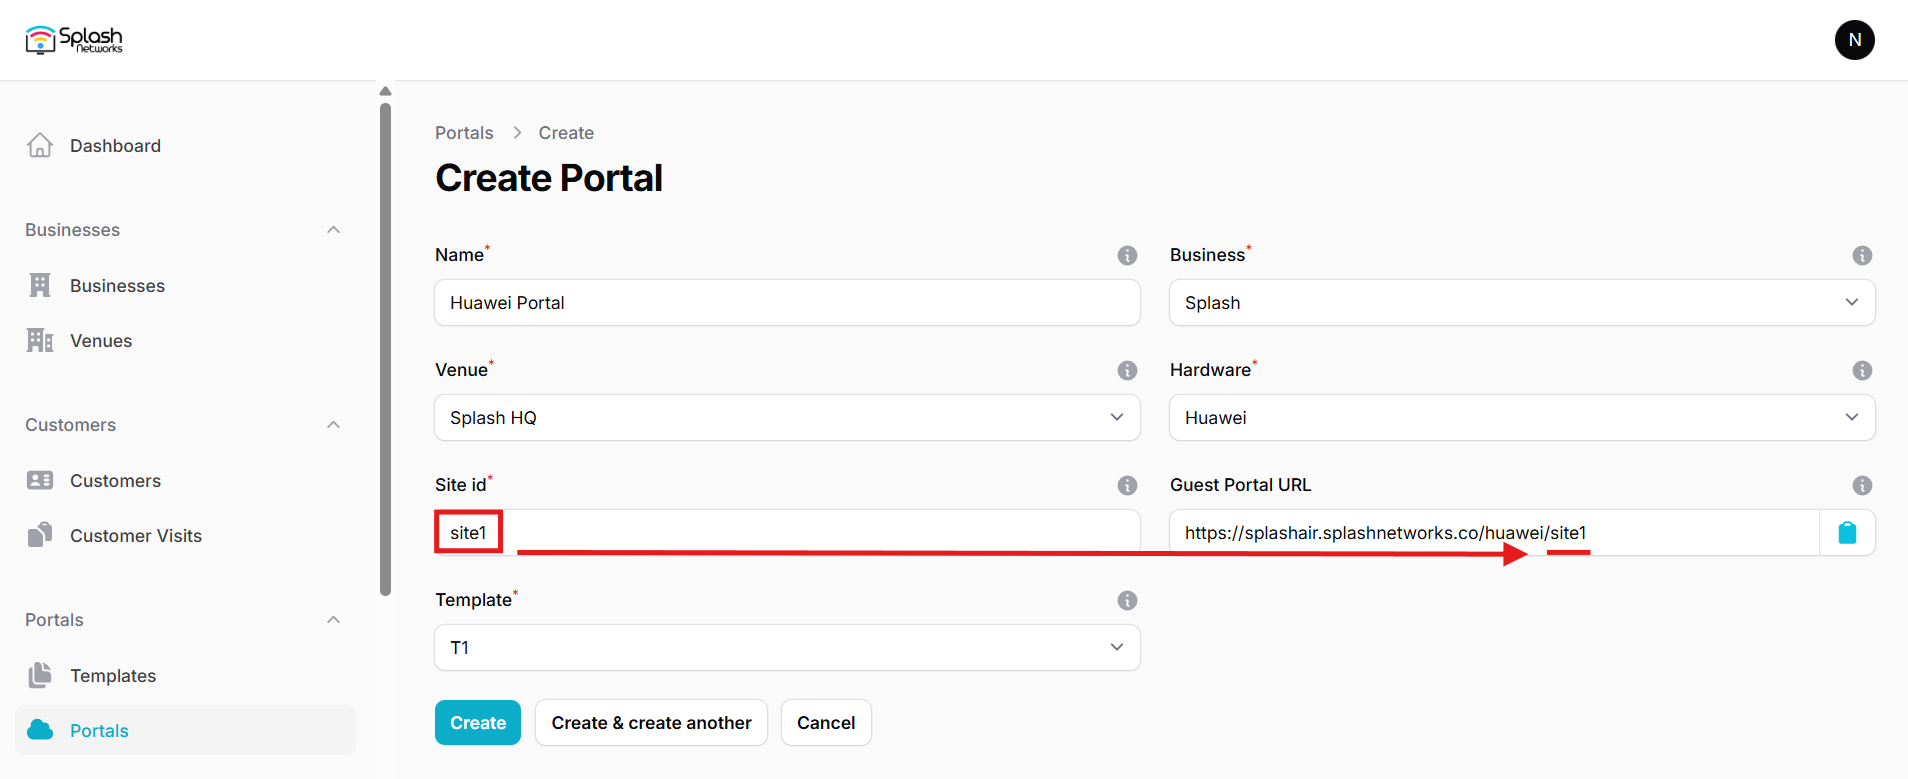 Splash
Networks
N
Dashboard
Businesses
Businesses
Venues
Customers
Customers
Customer Visits
Portals
Templates
Portals
Portals > Create
Create Portal
Name*
Business*
Huawei Portal
Splash
Venue*
Hardware*
Splash HQ
Huawei
Site id*
Guest Portal URL
site1
https://splashair.splashnetworks.co/huawei/site1
Template*
T1
Create
Create & create another
Cancel